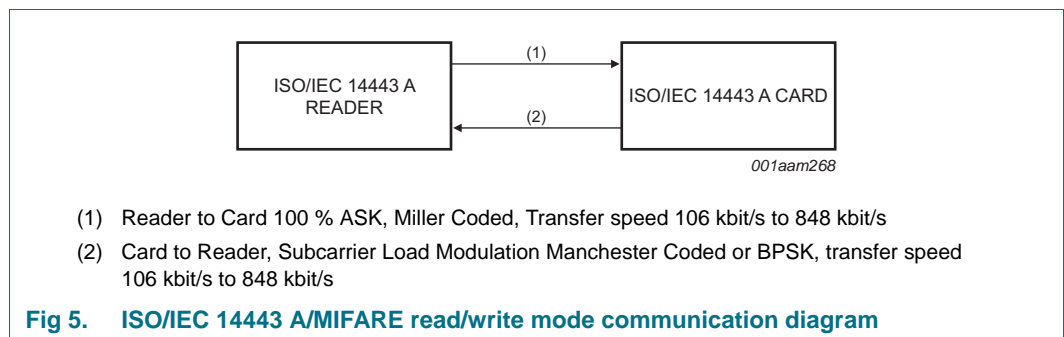 (1)
ISO/IEC 14443 A
READER
ISO/IEC 14443 A CARD
(2)
001aam268
(1) Reader to Card 100 % ASK, Miller Coded, Transfer speed 106 kbit/s to 848 kbit/s
(2) Card to Reader, Subcarrier Load Modulation Manchester Coded or BPSK, transfer speed
106 kbit/s to 848 kbit/s
Fig 5. ISO/IEC 14443 A/MIFARE read/write mode communication diagram